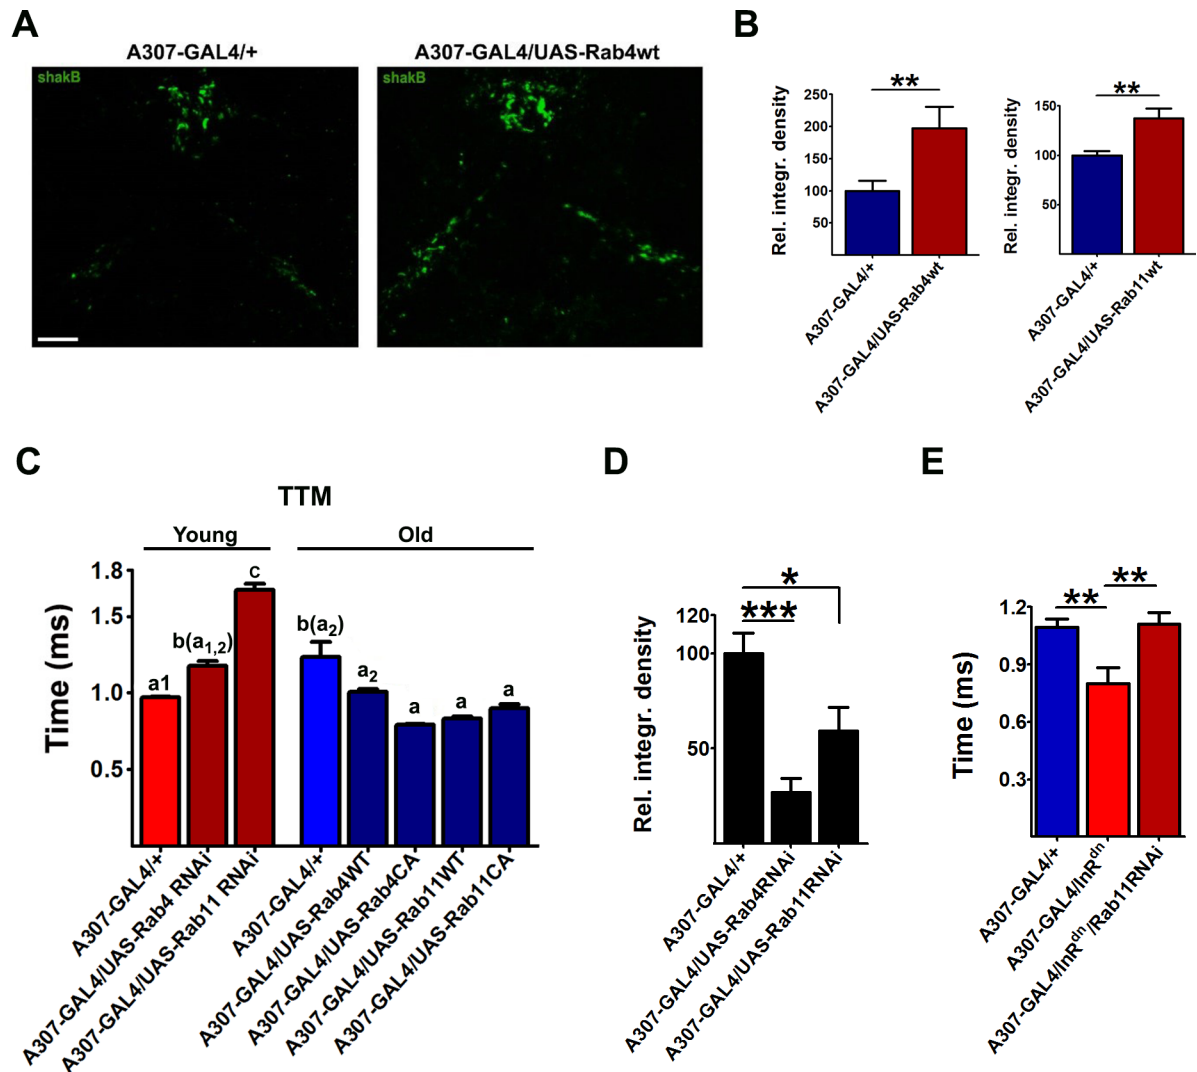 A
A307-GAL4/+
A307-GAL4/UAS-Rab4wt
shakB
shakB
B
**
Rel. integr. density
250
200
150
100
50
A307-GAL4/+
A307-GAL4/UAS-Rab4wt
**
Rel. integr. density
150
100
50
A307-GAL4/+
A307-GAL4/UAS-Rab11wt
C
TTM
Young
Old
Time (ms)
1.8
1.5
1.0
0.5
a1
b(a1,2)
c
b(a2)
a2
a
a
a
A307-GAL4/+
A307-GAL4/UAS-Rab4 RNAi
A307-GAL4/UAS-Rab11 RNAi
A307-GAL4/+
A307-GAL4/UAS-Rab4WT
A307-GAL4/UAS-Rab4CA
A307-GAL4/UAS-Rab11WT
A307-GAL4/UAS-Rab11CA
D
*
***
Rel. integr. density
120
100
50
A307-GAL4/+
A307-GAL4/UAS-Rab4RNAi
A307-GAL4/UAS-Rab11RNAi
E
**
**
Time (ms)
1.2
0.9
0.6
0.3
A307-GAL4/+
A307-GAL4/InRdn
A307-GAL4/InRdn/Rab11RNAi